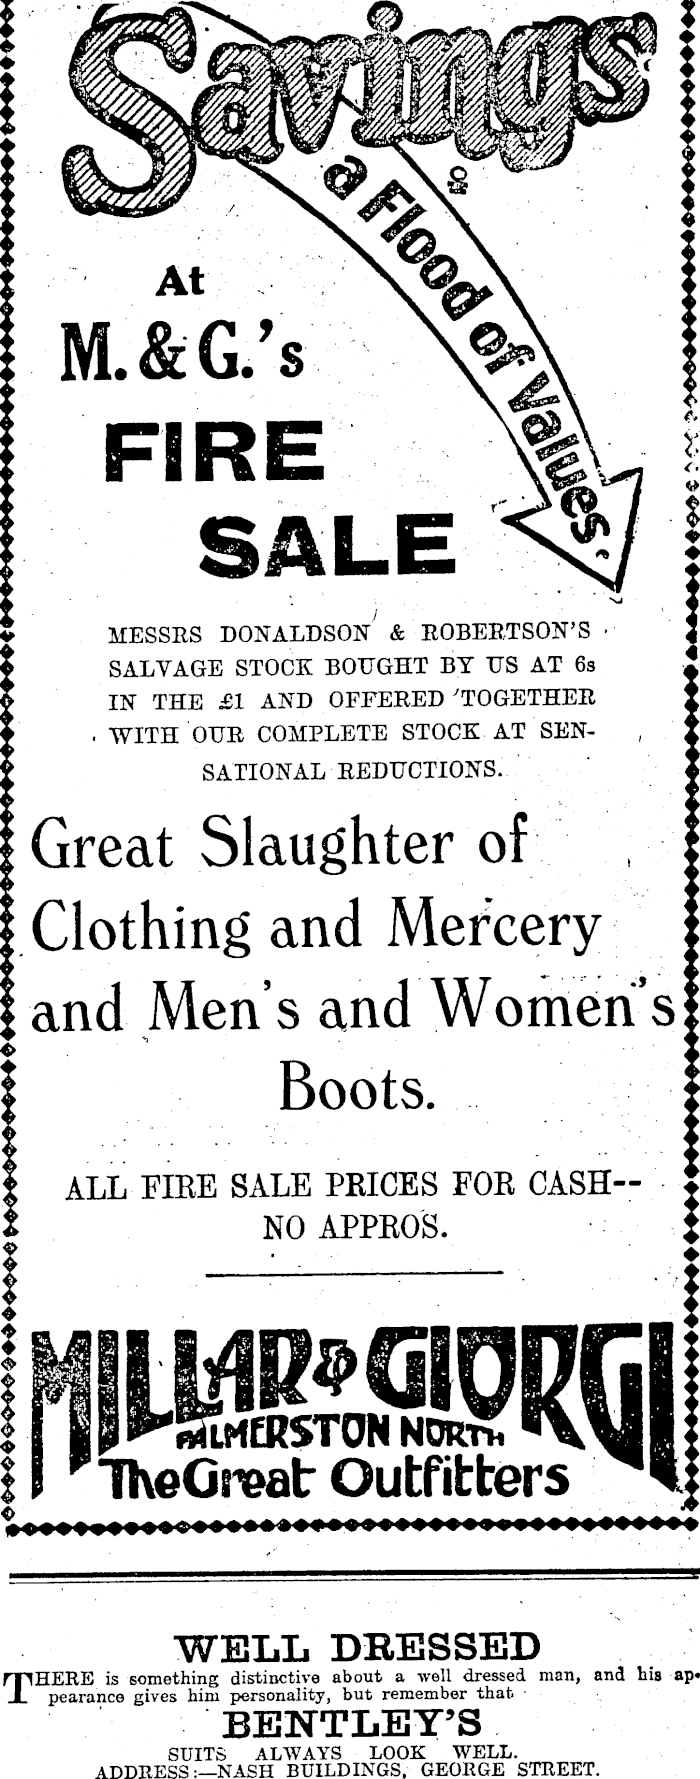 Savings
a Flood of Values
At
M. & G.'s
FIRE
SALE
MESSRS DONALDSON & ROBERTSON'S
SALVAGE STOCK BOUGHT BY US AT 6s
IN THE £1 AND OFFERED TOGETHER
WITH OUR COMPLETE STOCK AT SEN-
SATIONAL REDUCTIONS.
Great Slaughter of
Clothing and Mercery
and Men's and Women's
Boots.
ALL FIRE SALE PRICES FOR CASH--
NO APPROS.
MILLAR & GIORGI
PALMERSTON NORTH
The Great Outfitters
WELL DRESSED
THERE is something distinctive about a well dressed man, and his ap-
pearance gives him personality, but remember that
BENTLEY'S
SUITS ALWAYS LOOK WELL.
ADDRESS:—NASH BUILDINGS, GEORGE STREET.